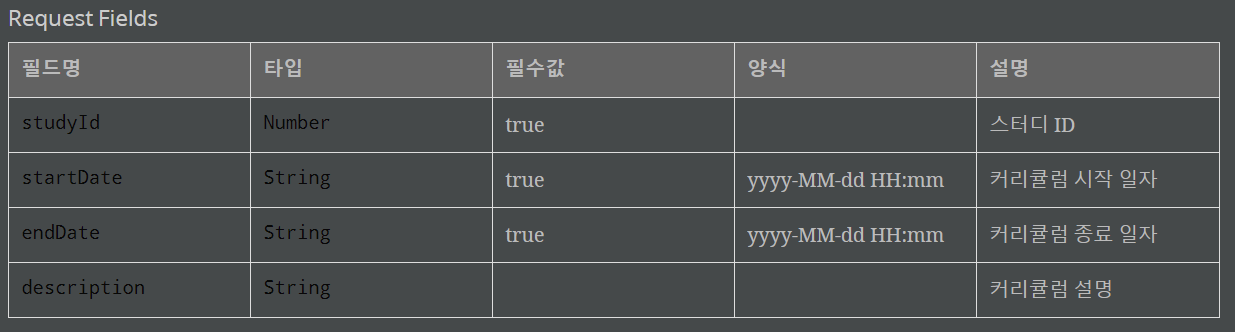 Request Fields
필드명 타입 필수값 양식 설명
studyId Number true 스터디 ID
startDate String true yyyy-MM-dd HH:mm 커리큘럼 시작 일자
endDate String true yyyy-MM-dd HH:mm 커리큘럼 종료 일자
description String 커리큘럼 설명